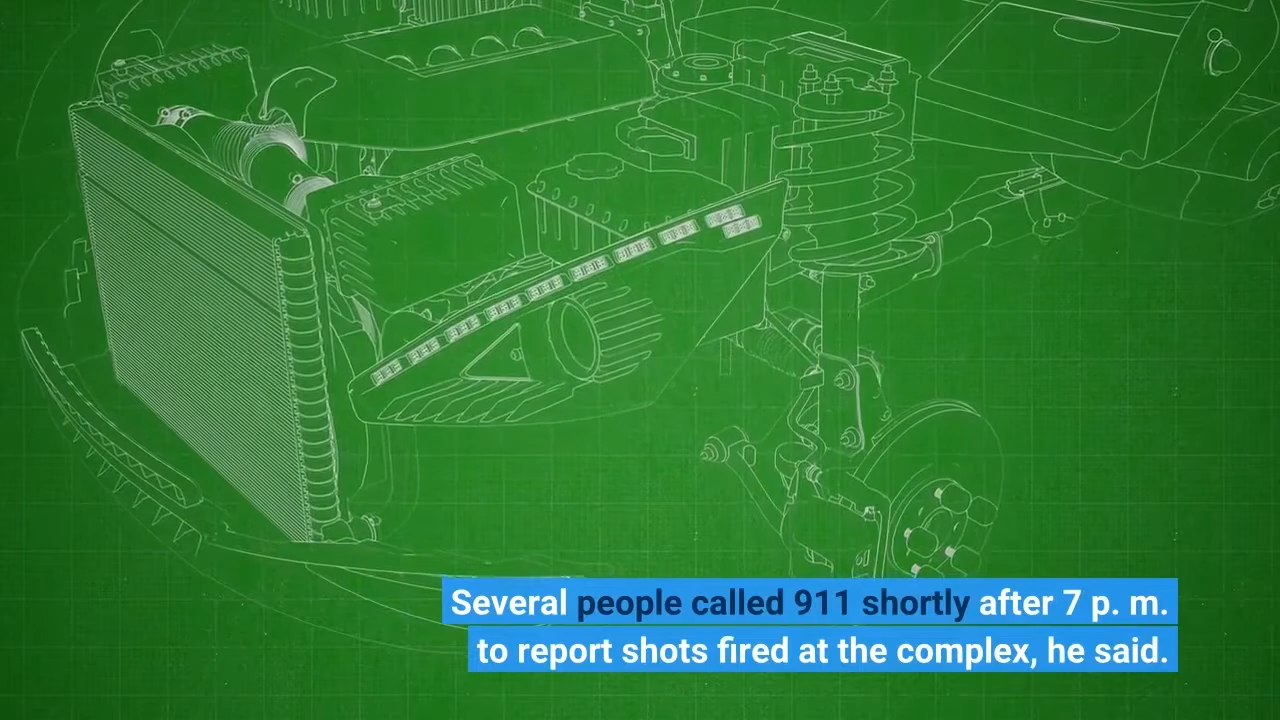 Several people called 911 shortly after 7 p. m.
to report shots fired at the complex, he said.